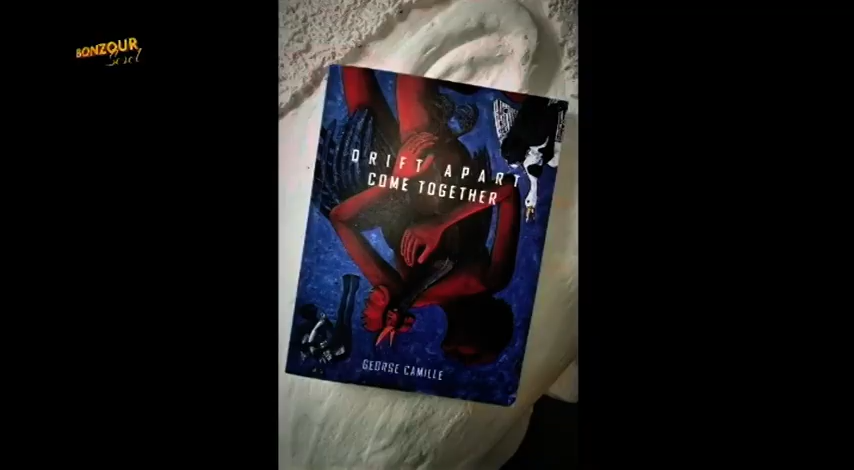 BONZOUR
Sesel
DRIFT APART
COME TOGETHER
GEORGE CAMILLE